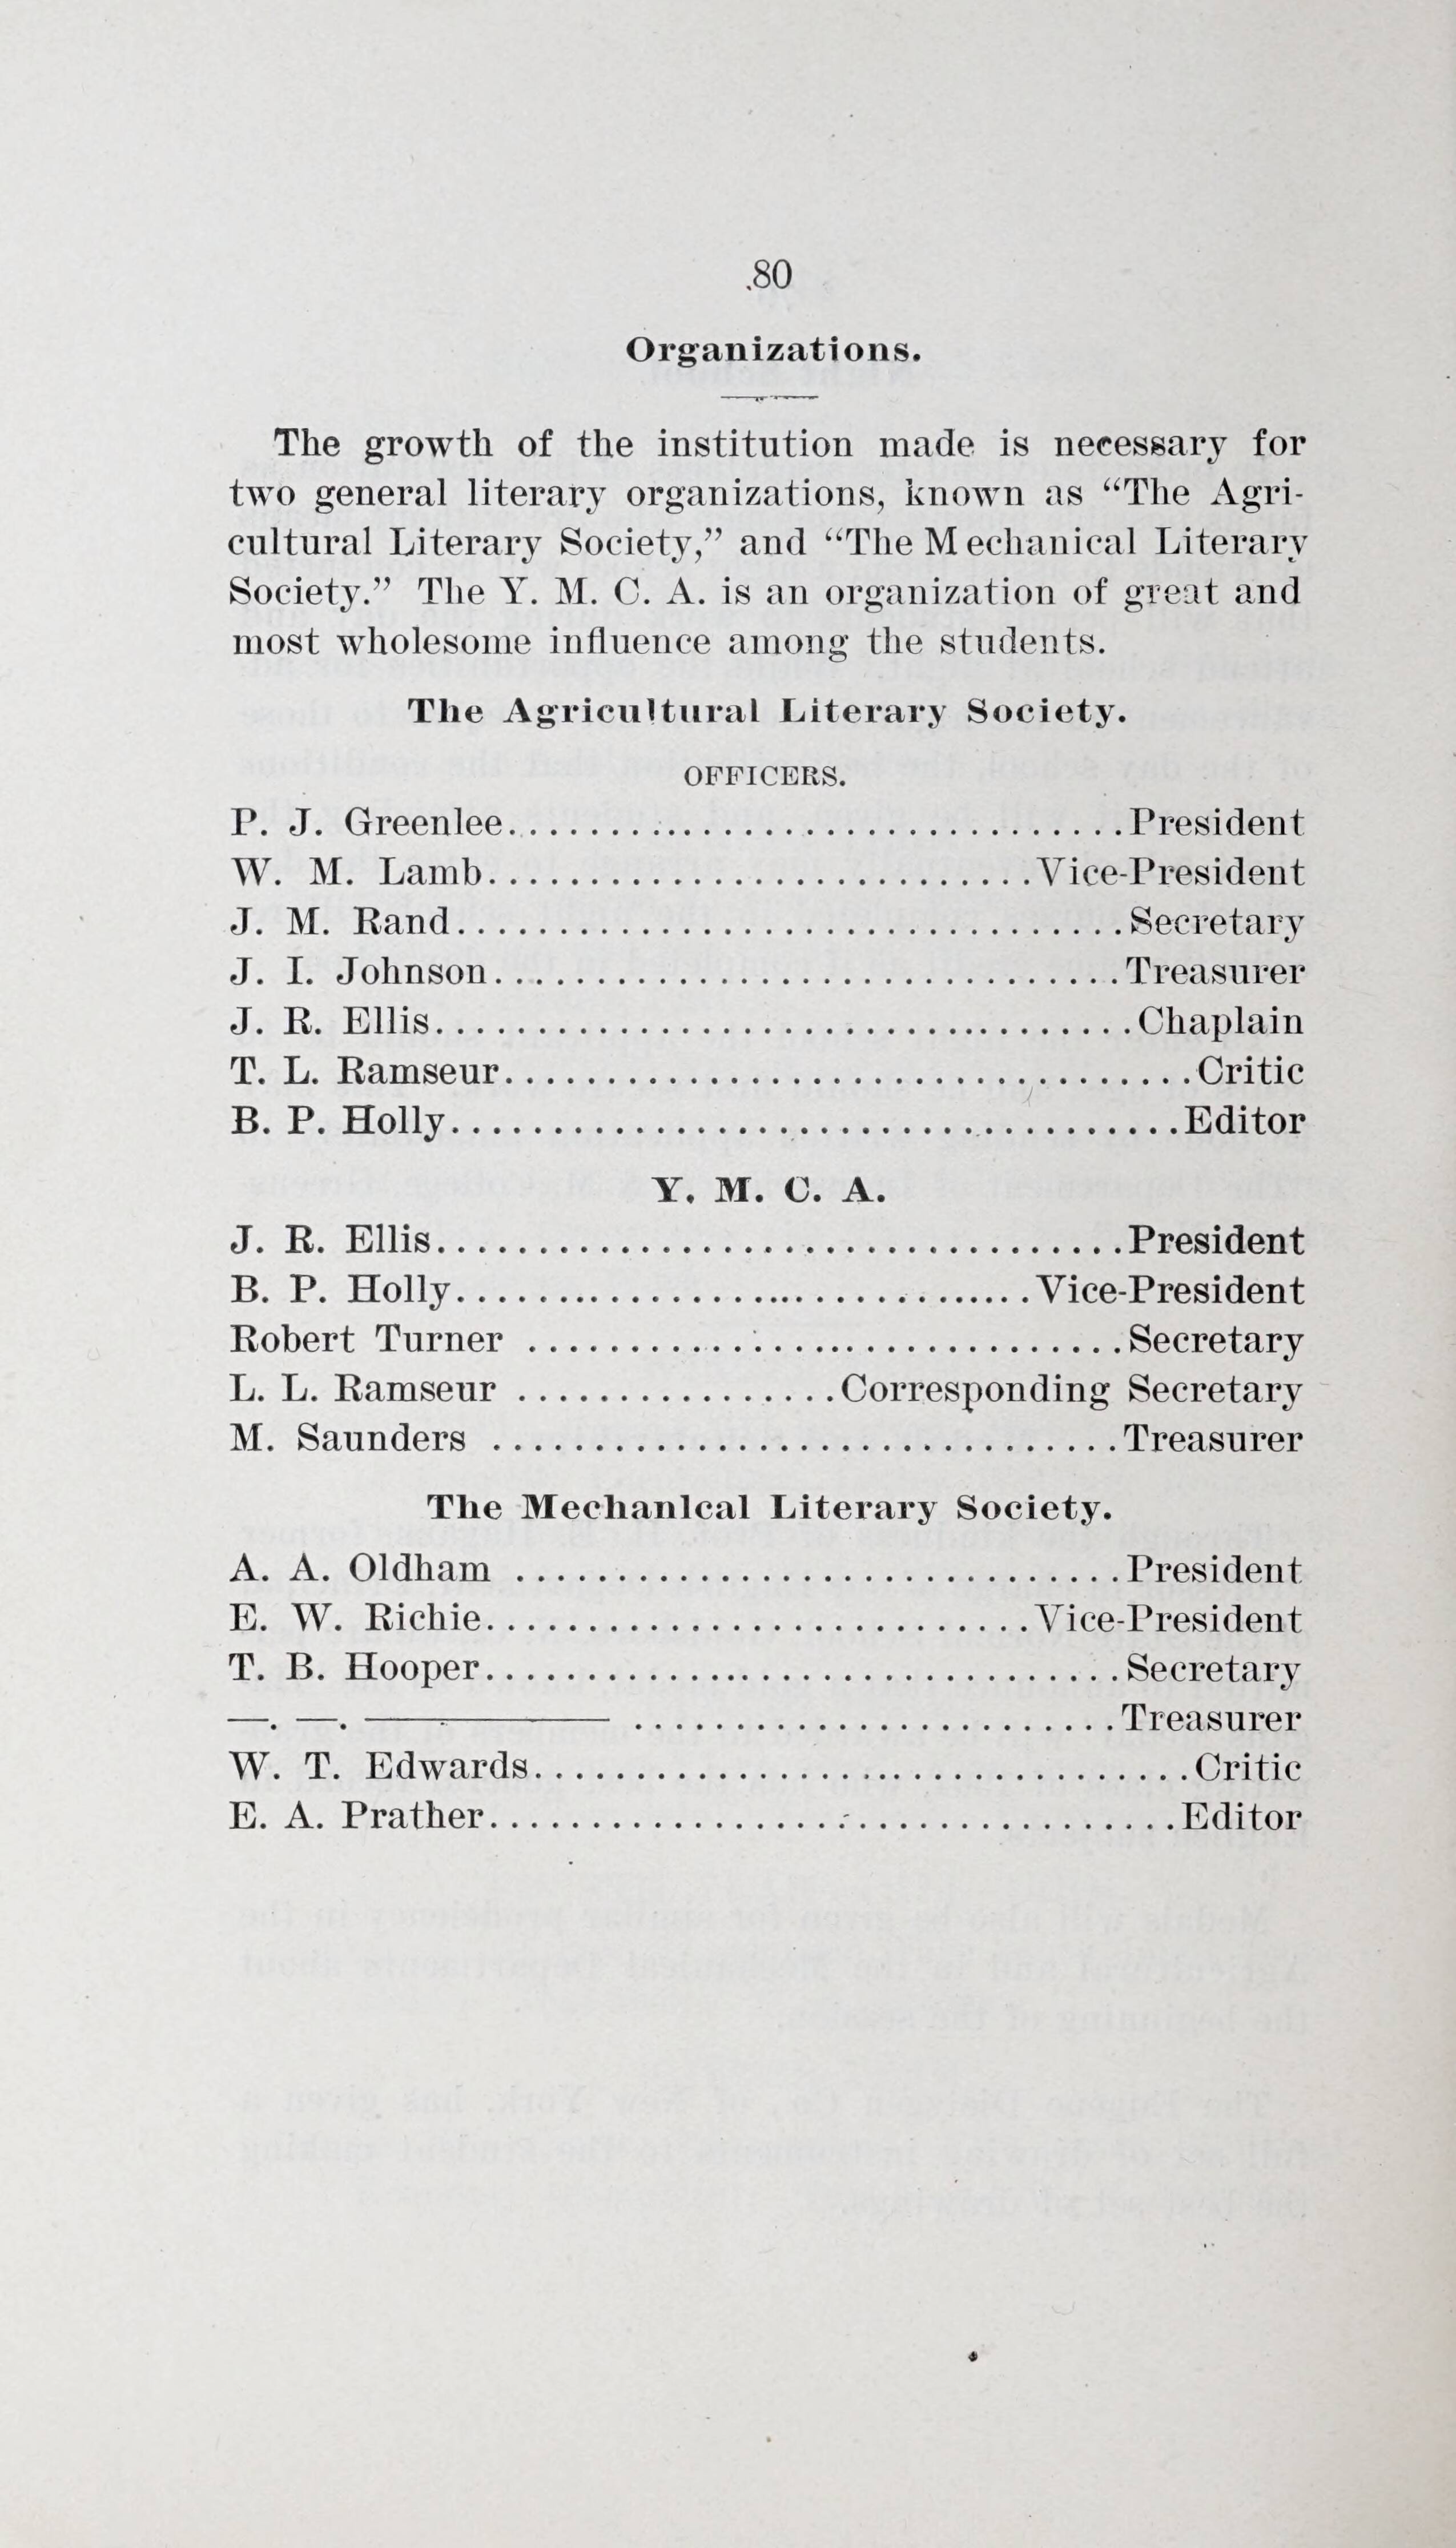 80
Organizations.
The growth of the institution made is necessary for
two general literary organizations, known as “The Agri-
cultural Literary Society,” and “The Mechanical Literary
Society.” The Y. M. C. A. is an organization of great and
most wholesome influence among the students.
The Agricultural Literary Society.
OFFICERS.
P. J. Greenlee..............................President
W. M. Lamb...........................Vice-President
J. M. Rand.................................Secretary
J. I. Johnson...............................Treasurer
J. R. Ellis..................................Chaplain
T. L. Ramseur..................................Critic
B. P. Holly....................................Editor
Y. M. C. A.
J. R. Ellis..................................President
B. P. Holly.............................Vice-President
Robert Turner ..............................Secretary
L. L. Ramseur ................Corresponding Secretary
M. Saunders ...............................Treasurer
The Mechanlcal Literary Society.
A. A. Oldham ..............................President
E. W. Richie...........................Vice-President
T. B. Hooper...............................Secretary
—. —. ———— ........................Treasurer
W. T. Edwards................................Critic
E. A. Prather..................................Editor